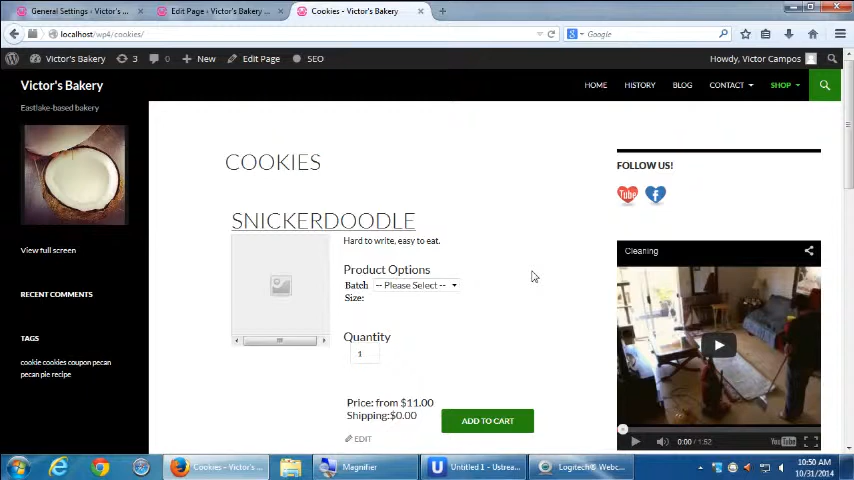 General Settings ‹ Victor's ...
Edit Page ‹ Victor's Bakery ...
Cookies - Victor's Bakery
localhost/wp4/cookies/
Google
Victor's Bakery
3
0
New
Edit Page
SEO
Howdy, Victor Campos
Victor's Bakery
HOME
HISTORY
BLOG
CONTACT
SHOP
Eastlake-based bakery
COOKIES
FOLLOW US!
SNICKERDOODLE
You Tube
f
Hard to write, easy to eat.
View full screen
Cleaning
Product Options
Batch Size:
-- Please Select --
RECENT COMMENTS
Quantity
TAGS
1
cookie cookies coupon pecan
pecan pie recipe
Price: from $11.00
Shipping:$0.00
ADD TO CART
EDIT
0:00 / 1:52
YouTube
Cookies - Victor's ...
Magnifier
Untitled 1 - Ustrea...
Logitech® Webc...
10:50 AM
10/31/2014